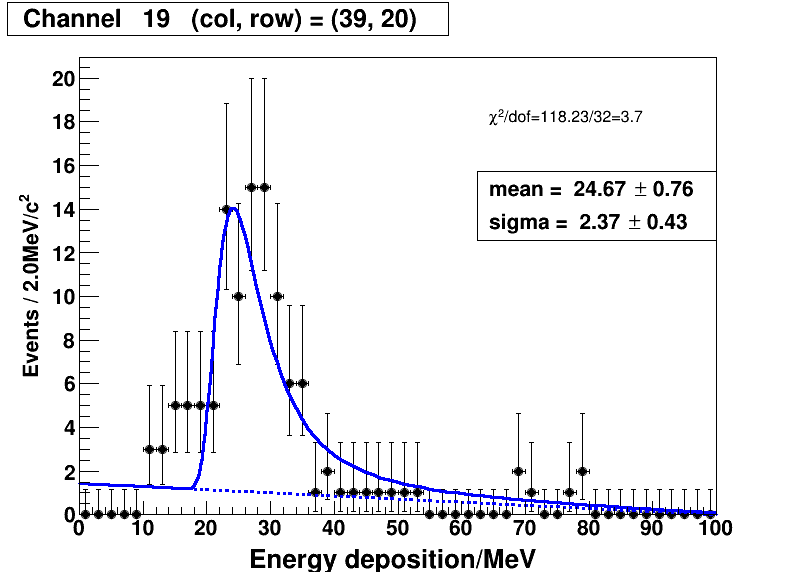 Channel 19 (col, row) = (39, 20)
χ²/dof=118.23/32=3.7
mean = 24.67 ± 0.76
sigma = 2.37 ± 0.43
Events / 2.0MeV/c²
20
18
16
14
12
10
8
6
4
2
0
0 10 20 30 40 50 60 70 80 90 100
Energy deposition/MeV